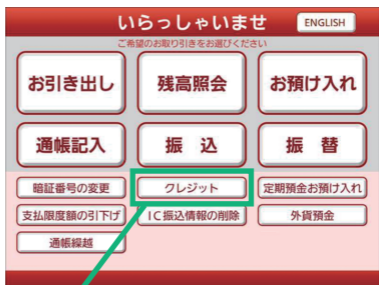 いらっしゃいませ ENGLISH
ご希望のお取り引きをお選びください
お引き出し 残高照会 お預け入れ
通帳記入 振 込 振 替
暗証番号の変更 クレジット 定期預金お預け入れ
支払限度額の引下げ IC振込情報の削除 外貨預金
通帳繰越